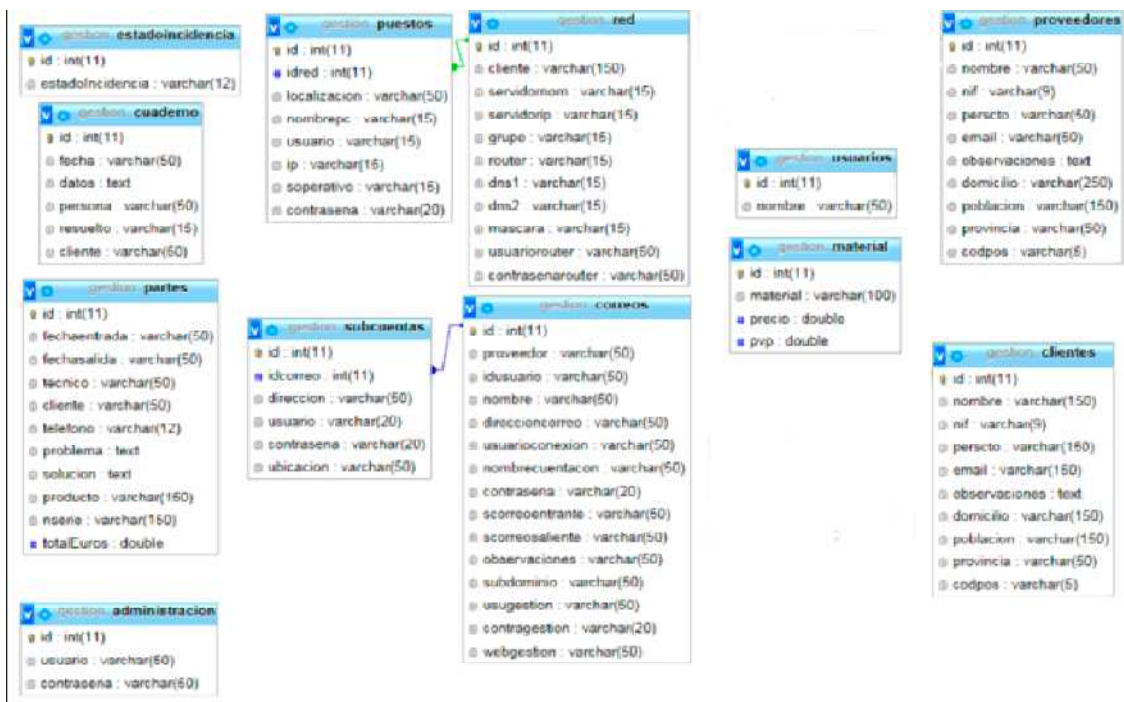 gestion estadoincidencia
id : int(11)
estadoIncidencia : varchar(12)
gestion cuaderno
id : int(11)
fecha : varchar(50)
datos : text
persona : varchar(50)
resuelto : varchar(15)
cliente : varchar(50)
gestion partes
id : int(11)
fechaentrada : varchar(50)
fechasalida : varchar(50)
tecnico : varchar(50)
cliente : varchar(50)
telefono : varchar(12)
problema : text
solucion : text
producto : varchar(150)
nserie : varchar(150)
totalEuros : double
gestion administracion
id : int(11)
usuario : varchar(50)
contrasena : varchar(50)
gestion puestos
id : int(11)
idred : int(11)
localizacion : varchar(50)
nombrepc : varchar(15)
usuario : varchar(15)
ip : varchar(15)
soperativo : varchar(15)
contrasena : varchar(20)
gestion subcuentas
id : int(11)
idcorreo : int(11)
direccion : varchar(50)
usuario : varchar(20)
contrasena : varchar(20)
ubicacion : varchar(50)
gestion red
id : int(11)
cliente : varchar(150)
servidornom : varchar(15)
servidorip : varchar(15)
grupo : varchar(15)
router : varchar(15)
dns1 : varchar(15)
dns2 : varchar(15)
mascara : varchar(15)
usuariorouter : varchar(50)
contrasenarouter : varchar(50)
gestion correos
id : int(11)
proveedor : varchar(50)
idusuario : varchar(50)
nombre : varchar(50)
direccioncorreo : varchar(50)
usuarioconexion : varchar(50)
nombrecuentacon : varchar(50)
contrasena : varchar(20)
scorreoentrante : varchar(50)
scorreosaliente : varchar(50)
observaciones : varchar(50)
subdominio : varchar(50)
usugestion : varchar(50)
contragestion : varchar(20)
webgestion : varchar(50)
gestion usuarios
id : int(11)
nombre : varchar(50)
gestion material
id : int(11)
material : varchar(100)
precio : double
pvp : double
gestion proveedores
id : int(11)
nombre : varchar(50)
nif : varchar(9)
perscto : varchar(50)
email : varchar(50)
observaciones : text
domicilio : varchar(250)
poblacion : varchar(150)
provincia : varchar(50)
codpos : varchar(5)
gestion clientes
id : int(11)
nombre : varchar(150)
nif : varchar(9)
perscto : varchar(150)
email : varchar(150)
observaciones : text
domicilio : varchar(150)
poblacion : varchar(150)
provincia : varchar(50)
codpos : varchar(5)